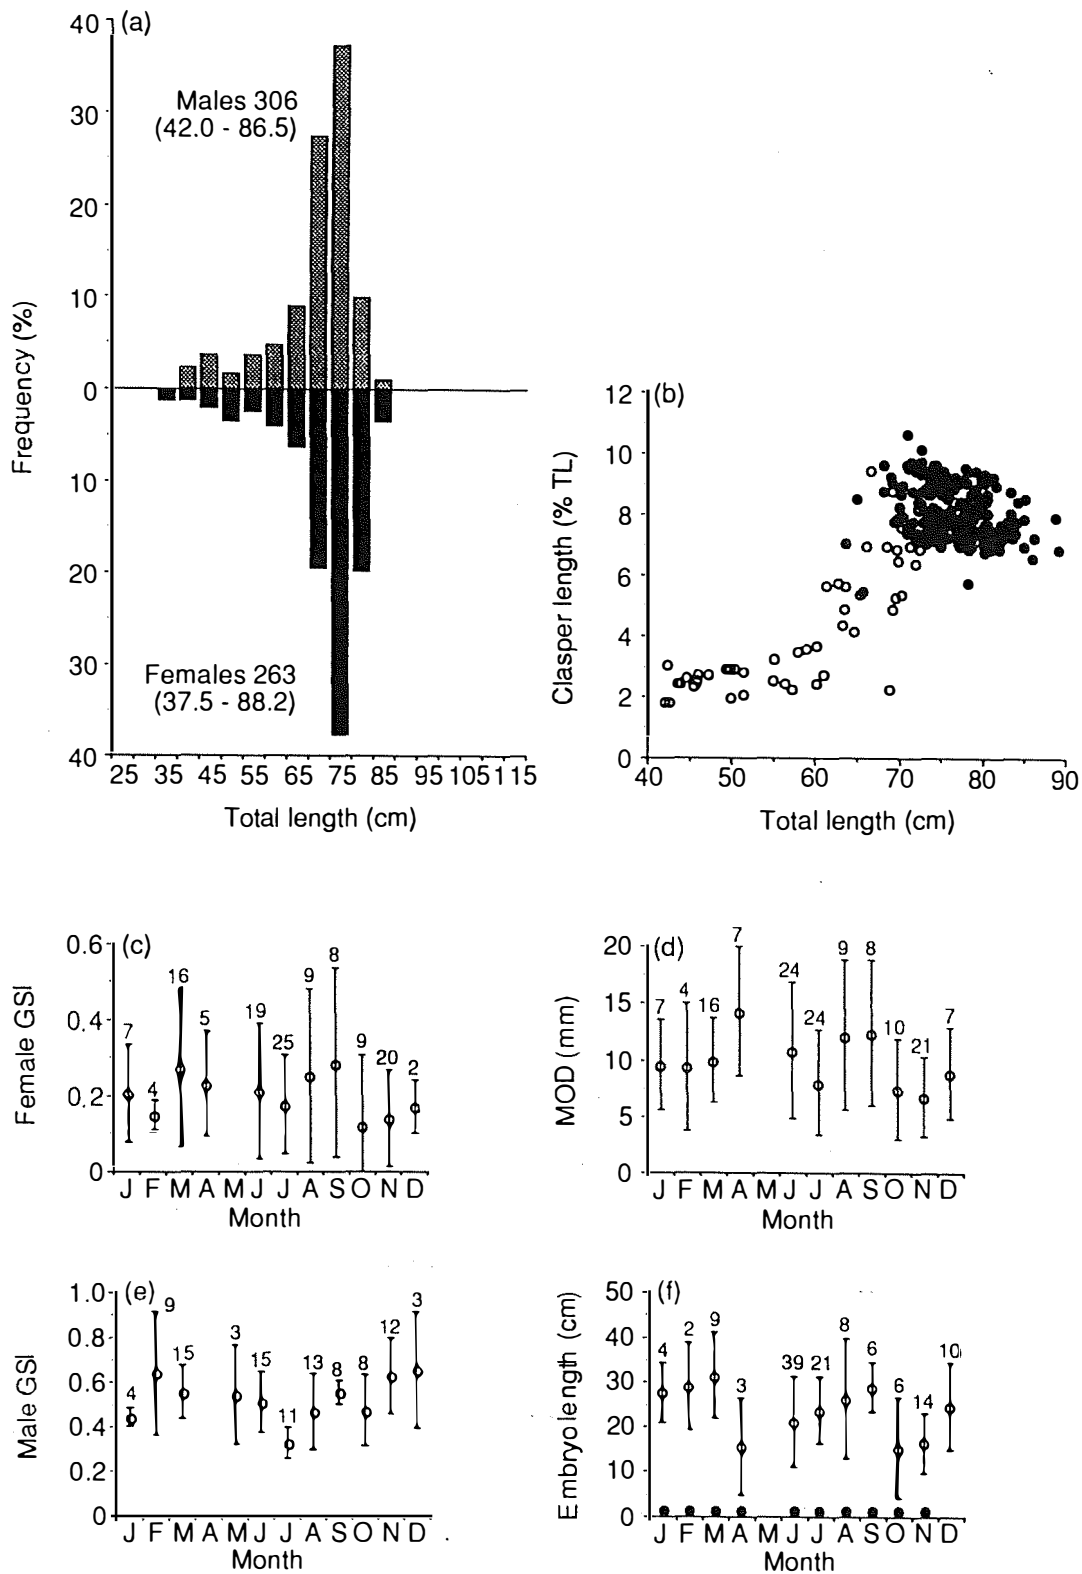 (a)
40
30
20
10
0
10
20
30
40
Frequency (%)
Males 306
(42.0 - 86.5)
Females 263
(37.5 - 88.2)
25 35 45 55 65 75 85 95 105 115
Total length (cm)
(b)
12
10
8
6
4
2
0
Clasper length (% TL)
40 50 60 70 80 90
Total length (cm)
(c)
0.6
0.4
0.2
0
Female GSI
7 4 16 5 19 25 9 8 9 20 2
J F M A M J J A S O N D
Month
(d)
20
15
10
5
0
MOD (mm)
7 4 16 7 24 24 9 8 10 21 7
J F M A M J J A S O N D
Month
(e)
1.0
0.8
0.6
0.4
0.2
0
Male GSI
4 9 15 3 15 11 13 8 8 12 3
J F M A M J J A S O N D
Month
(f)
50
40
30
20
10
0
Embryo length (cm)
4 2 9 3 39 21 8 6 6 14 10
J F M A M J J A S O N D
Month